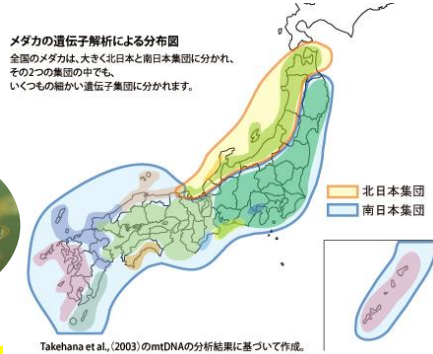 メダカの遺伝子解析による分布図
全国のメダカは、大きく北日本と南日本集団に分かれ、
その2つの集団の中でも、
いくつもの細かい遺伝子集団に分かれます。
北日本集団
南日本集団
Takehana et al.,(2003)のmtDNAの分析結果に基づいて作成。